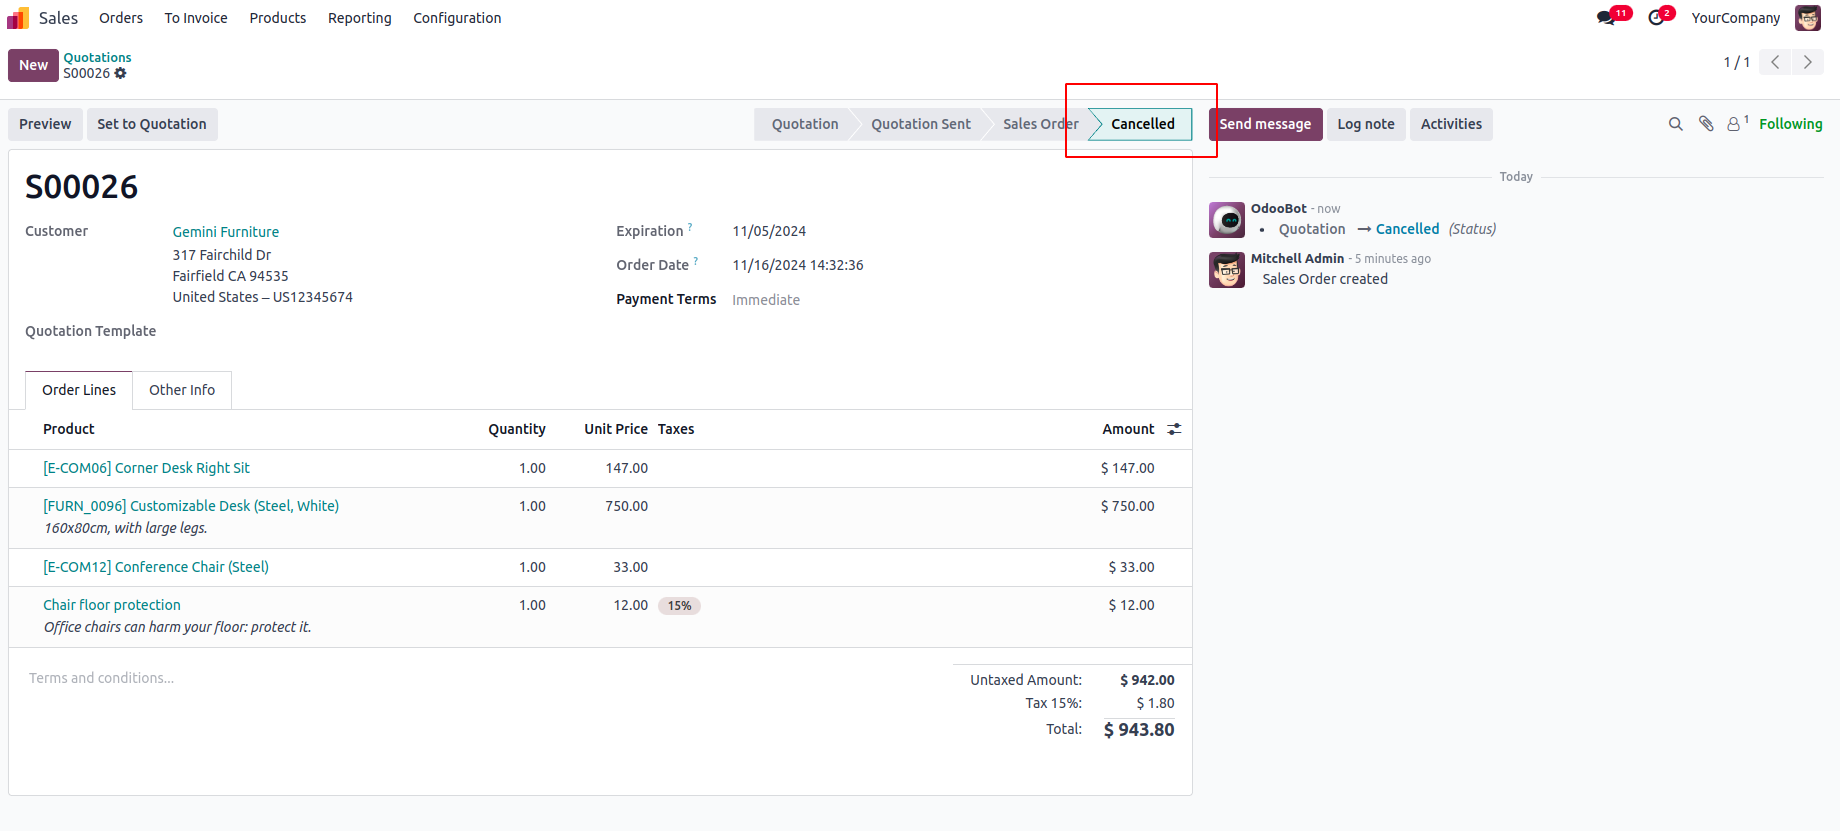 Sales Orders To Invoice Products Reporting Configuration 11 2 YourCompany
New Quotations
S00026 1 / 1
Preview Set to Quotation Quotation Quotation Sent Sales Order Cancelled Send message Log note Activities 1 Following
S00026
Customer Gemini Furniture
317 Fairchild Dr
Fairfield CA 94535
United States – US12345674
Quotation Template
Expiration ? 11/05/2024
Order Date ? 11/16/2024 14:32:36
Payment Terms Immediate
Order Lines Other Info
Product Quantity Unit Price Taxes Amount
[E-COM06] Corner Desk Right Sit 1.00 147.00 $ 147.00
[FURN_0096] Customizable Desk (Steel, White) 1.00 750.00 $ 750.00
160x80cm, with large legs.
[E-COM12] Conference Chair (Steel) 1.00 33.00 $ 33.00
Chair floor protection 1.00 12.00 15% $ 12.00
Office chairs can harm your floor: protect it.
Terms and conditions...
Untaxed Amount: $ 942.00
Tax 15%: $ 1.80
Total: $ 943.80
Today
OdooBot - now
• Quotation → Cancelled (Status)
Mitchell Admin - 5 minutes ago
Sales Order created